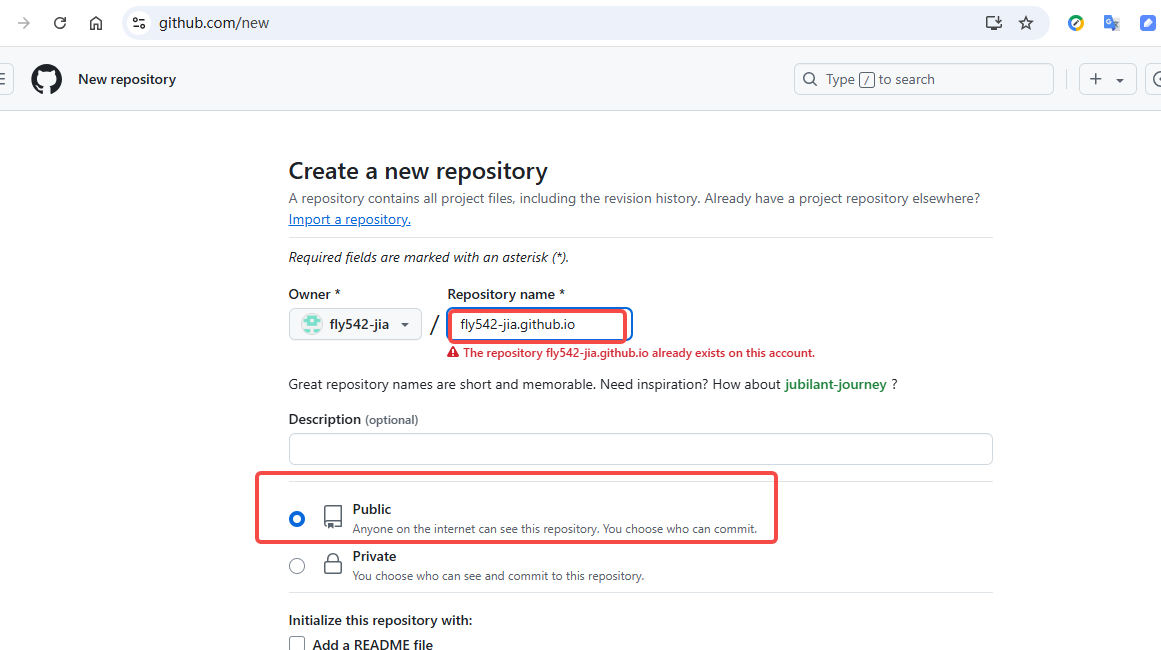 github.com/new
New repository
Type / to search
Create a new repository
A repository contains all project files, including the revision history. Already have a project repository elsewhere?
Import a repository.
Required fields are marked with an asterisk (*).
Owner *
Repository name *
fly542-jia / fly542-jia.github.io
The repository fly542-jia.github.io already exists on this account.
Great repository names are short and memorable. Need inspiration? How about jubilant-journey ?
Description (optional)
Public
Anyone on the internet can see this repository. You choose who can commit.
Private
You choose who can see and commit to this repository.
Initialize this repository with:
Add a README file